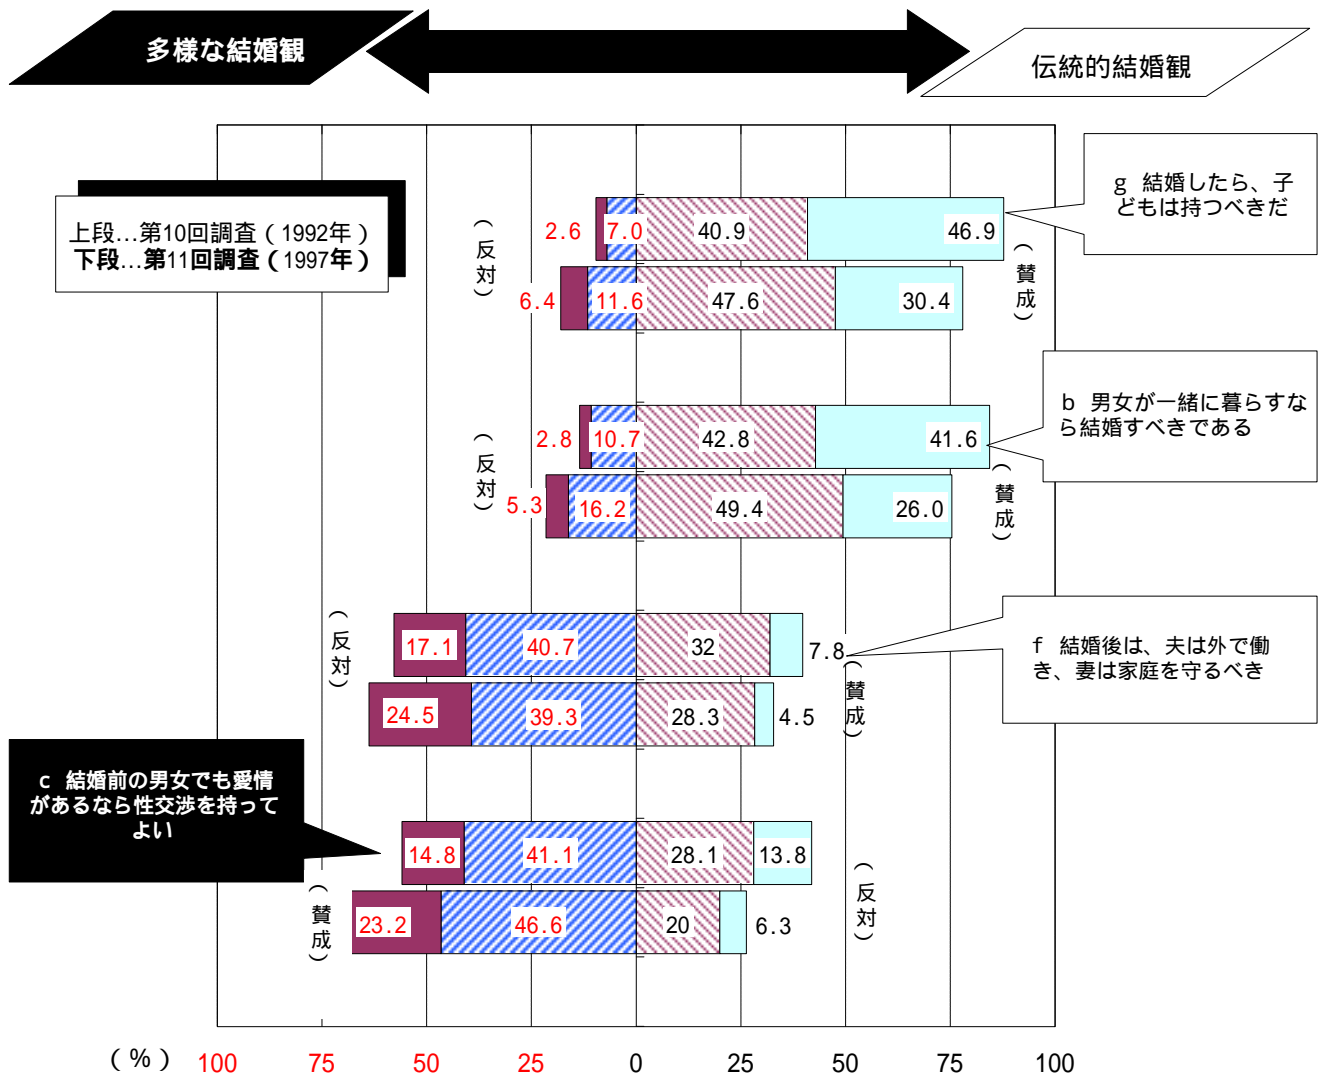 多様な結婚観
伝統的結婚観
上段…第10回調査(1992年)
下段…第11回調査(1997年)
g 結婚したら、子
どもは持つべきだ
(反対)
2.6 7.0 40.9 46.9
(賛成)
6.4 11.6 47.6 30.4
b 男女が一緒に暮らすな
ら結婚すべきである
(反対)
2.8 10.7 42.8 41.6
(賛成)
5.3 16.2 49.4 26.0
f 結婚後は、夫は外で働
き、妻は家庭を守るべき
(反対)
17.1 40.7 32 7.8
(賛成)
24.5 39.3 28.3 4.5
c 結婚前の男女でも愛情
があるなら性交渉を持って
よい
14.8 41.1 28.1 13.8
(賛成)
(反対)
23.2 46.6 20 6.3
(%) 100 75 50 25 0 25 50 75 100